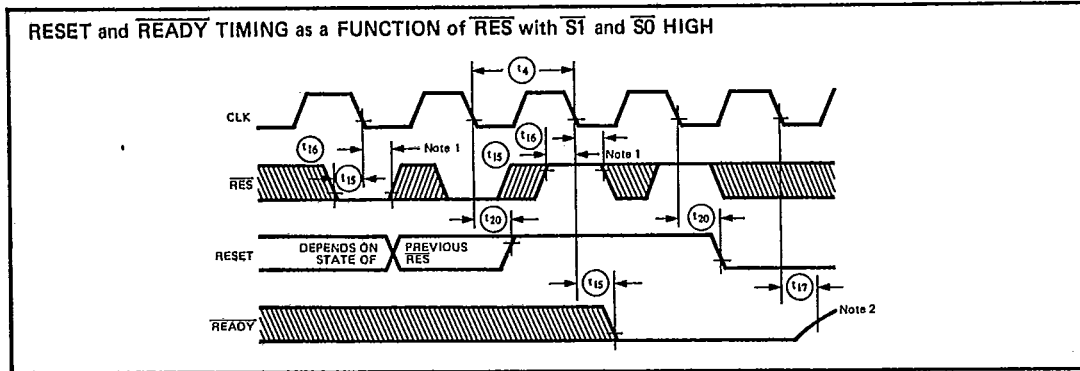 RESET and READY TIMING as a FUNCTION of RES with S1 and S0 HIGH
t4
CLK
t16
t16
t15
Note 1
t15
Note 1
RES
t20
t20
RESET
DEPENDS ON STATE OF
PREVIOUS RES
t15
t17
READY
Note 2